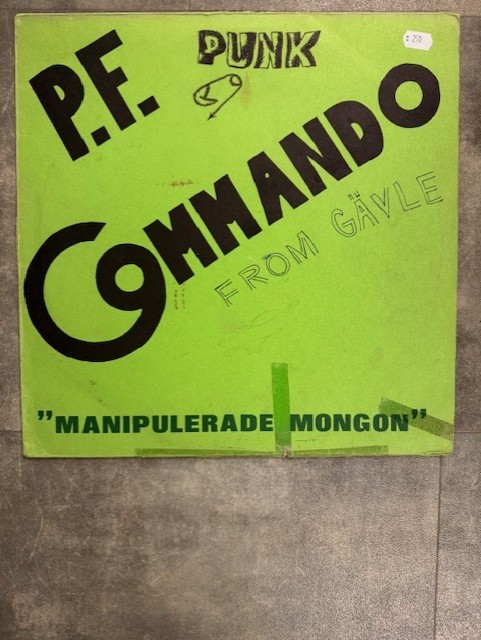 PUNK
P.F.
COMMANDO
FROM GÄVLE
"MANIPULERADE MONGON"